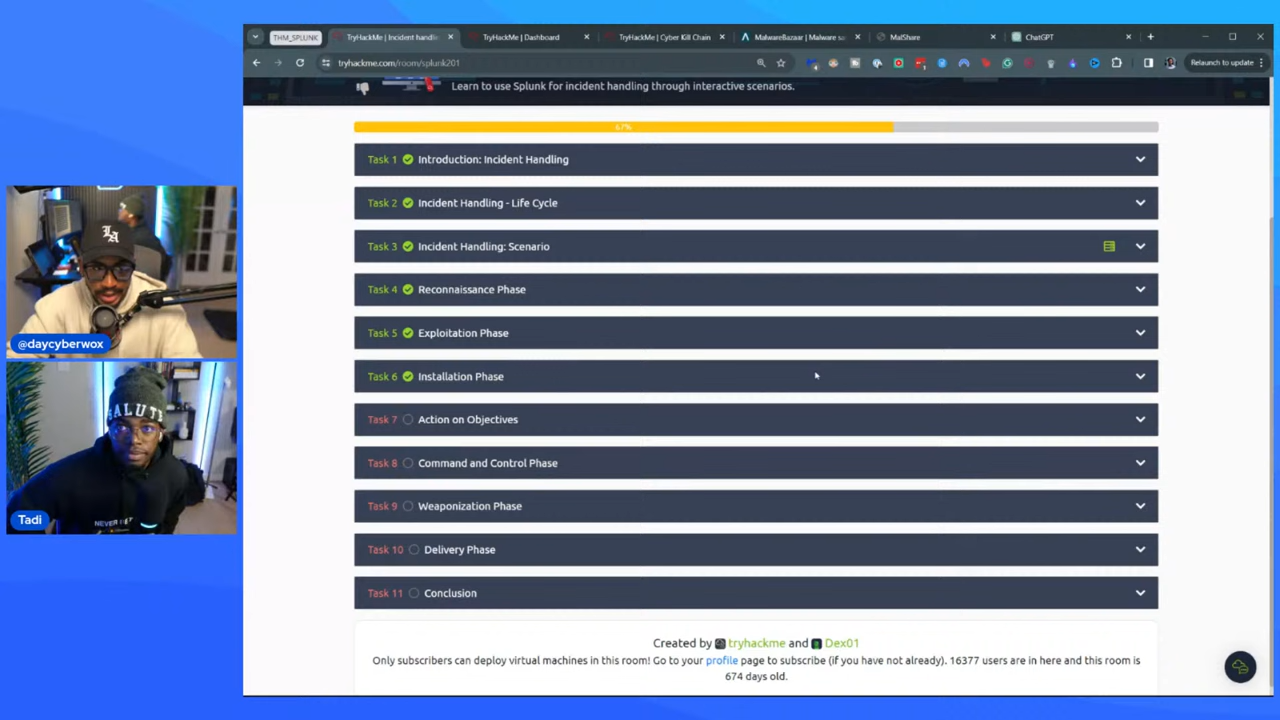 THM_SPLUNK
TryHackMe | Incident handli
TryHackMe | Dashboard
TryHackMe | Cyber Kill Chain
MalwareBazaar | Malware sa
MalShare
ChatGPT
tryhackme.com/room/splunk201
Relaunch to update
Learn to use Splunk for incident handling through interactive scenarios.
67%
Task 1 Introduction: Incident Handling
Task 2 Incident Handling - Life Cycle
Task 3 Incident Handling: Scenario
Task 4 Reconnaissance Phase
Task 5 Exploitation Phase
Task 6 Installation Phase
Task 7 Action on Objectives
Task 8 Command and Control Phase
Task 9 Weaponization Phase
Task 10 Delivery Phase
Task 11 Conclusion
Created by tryhackme and Dex01
Only subscribers can deploy virtual machines in this room! Go to your profile page to subscribe (if you have not already). 16377 users are in here and this room is
674 days old.
LA
@daycyberwox
SALUTE
Tadi